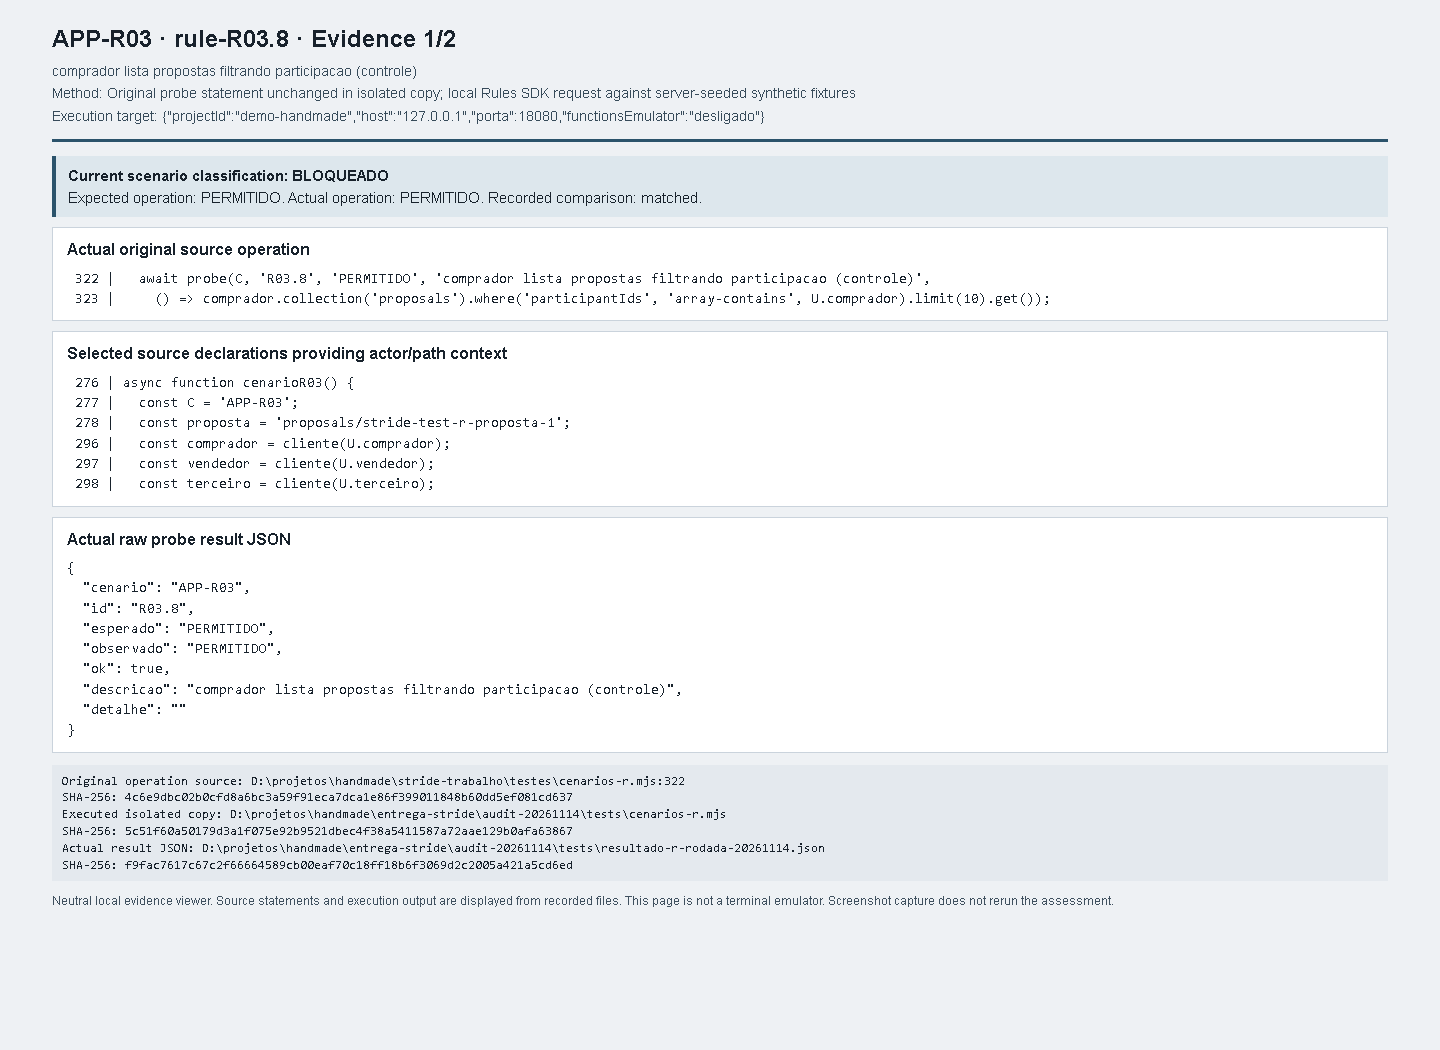 APP-R03 · rule-R03.8 · Evidence 1/2
comprador lista propostas filtrando participacao (controle)
Method: Original probe statement unchanged in isolated copy; local Rules SDK request against server-seeded synthetic fixtures
Execution target: {"projectId":"demo-handmade","host":"127.0.0.1","porta":18080,"functionsEmulator":"desligado"}
Current scenario classification: BLOQUEADO
Expected operation: PERMITIDO. Actual operation: PERMITIDO. Recorded comparison: matched.
Actual original source operation
322 |   await probe(C, 'R03.8', 'PERMITIDO', 'comprador lista propostas filtrando participacao (controle)',
323 |     () => comprador.collection('proposals').where('participantIds', 'array-contains', U.comprador).limit(10).get());
Selected source declarations providing actor/path context
276 | async function cenarioR03() {
277 |   const C = 'APP-R03';
278 |   const proposta = 'proposals/stride-test-r-proposta-1';
296 |   const comprador = cliente(U.comprador);
297 |   const vendedor = cliente(U.vendedor);
298 |   const terceiro = cliente(U.terceiro);
Actual raw probe result JSON
{
  "cenario": "APP-R03",
  "id": "R03.8",
  "esperado": "PERMITIDO",
  "observado": "PERMITIDO",
  "ok": true,
  "descricao": "comprador lista propostas filtrando participacao (controle)",
  "detalhe": ""
}
Original operation source: D:\projetos\handmade\stride-trabalho\testes\cenarios-r.mjs:322
SHA-256: 4c6e9dbc02b0cfd8a6bc3a59f91eca7dca1e86f399011848b60dd5ef081cd637
Executed isolated copy: D:\projetos\handmade\entrega-stride\audit-20261114\tests\cenarios-r.mjs
SHA-256: 5c51f60a50179d3a1f075e92b9521dbec4f38a5411587a72aae129b0afa63867
Actual result JSON: D:\projetos\handmade\entrega-stride\audit-20261114\tests\resultado-r-rodada-20261114.json
SHA-256: f9fac7617c67c2f66664589cb00eaf70c18ff18b6f3069d2c2005a421a5cd6ed
Neutral local evidence viewer. Source statements and execution output are displayed from recorded files. This page is not a terminal emulator. Screenshot capture does not rerun the assessment.